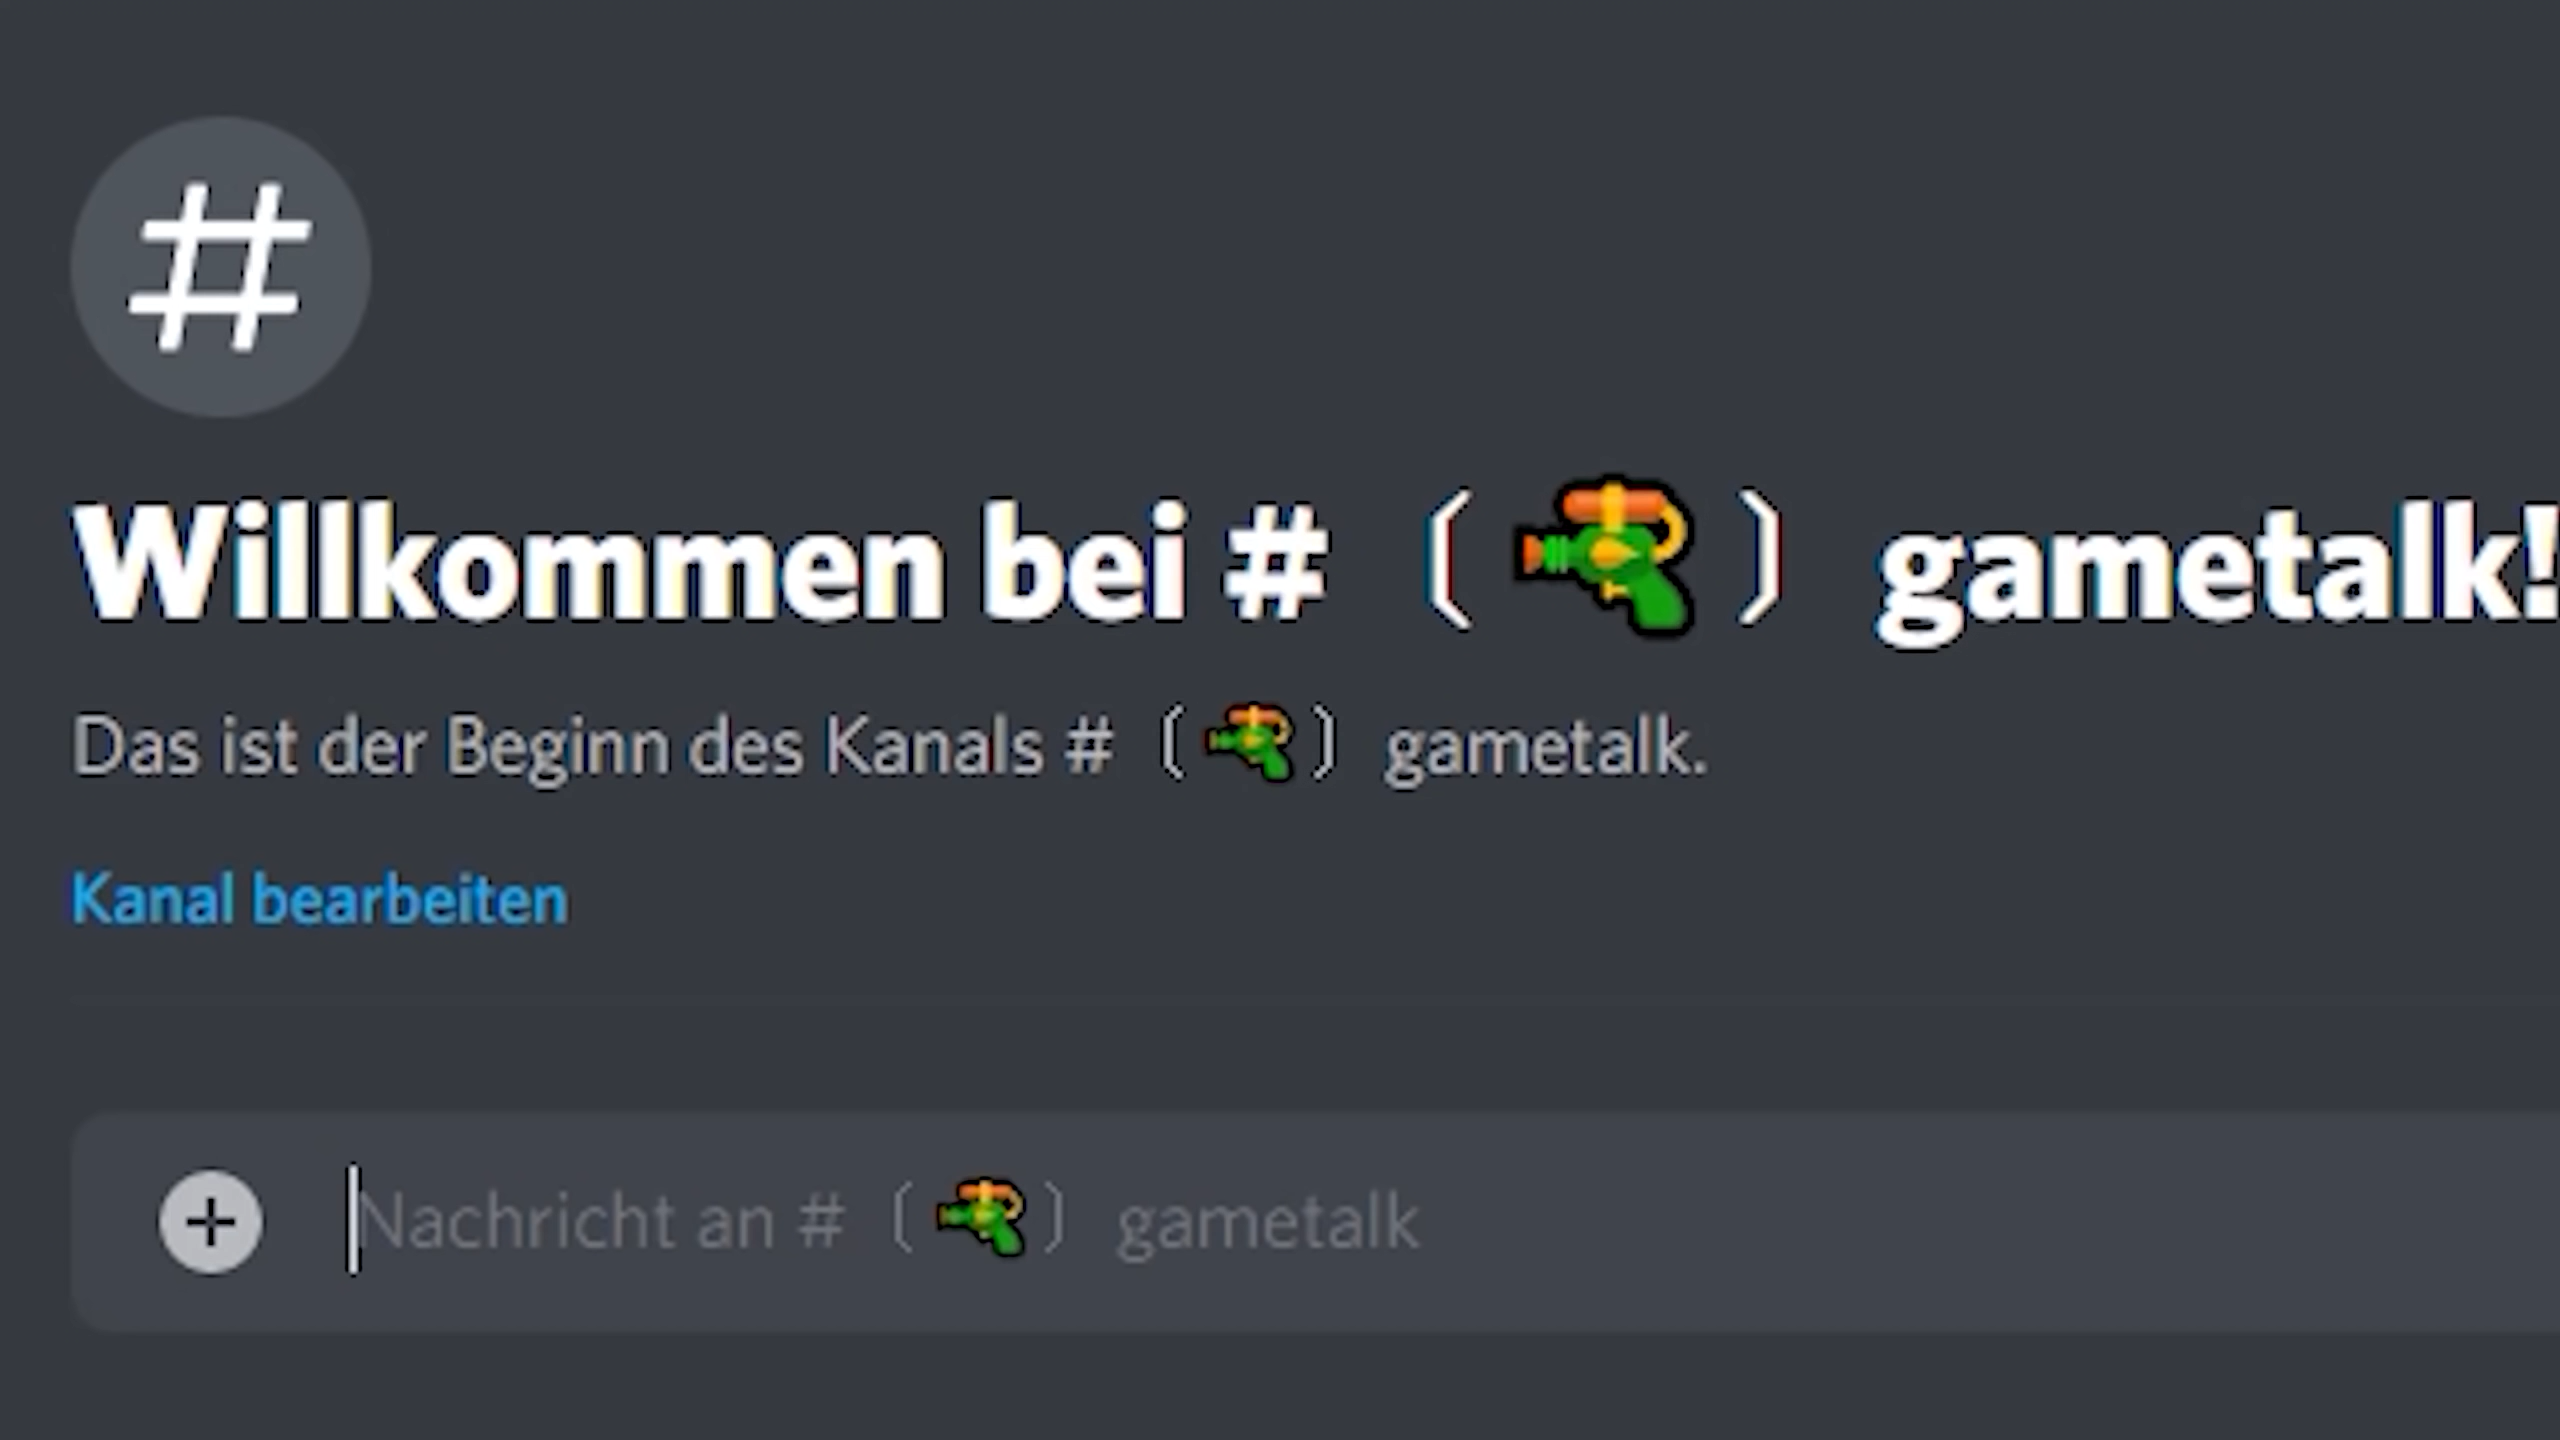 #
Willkommen bei # 〔🔫〕 gametalk!
Das ist der Beginn des Kanals # 〔🔫〕 gametalk.
Kanal bearbeiten
Nachricht an # 〔🔫〕 gametalk